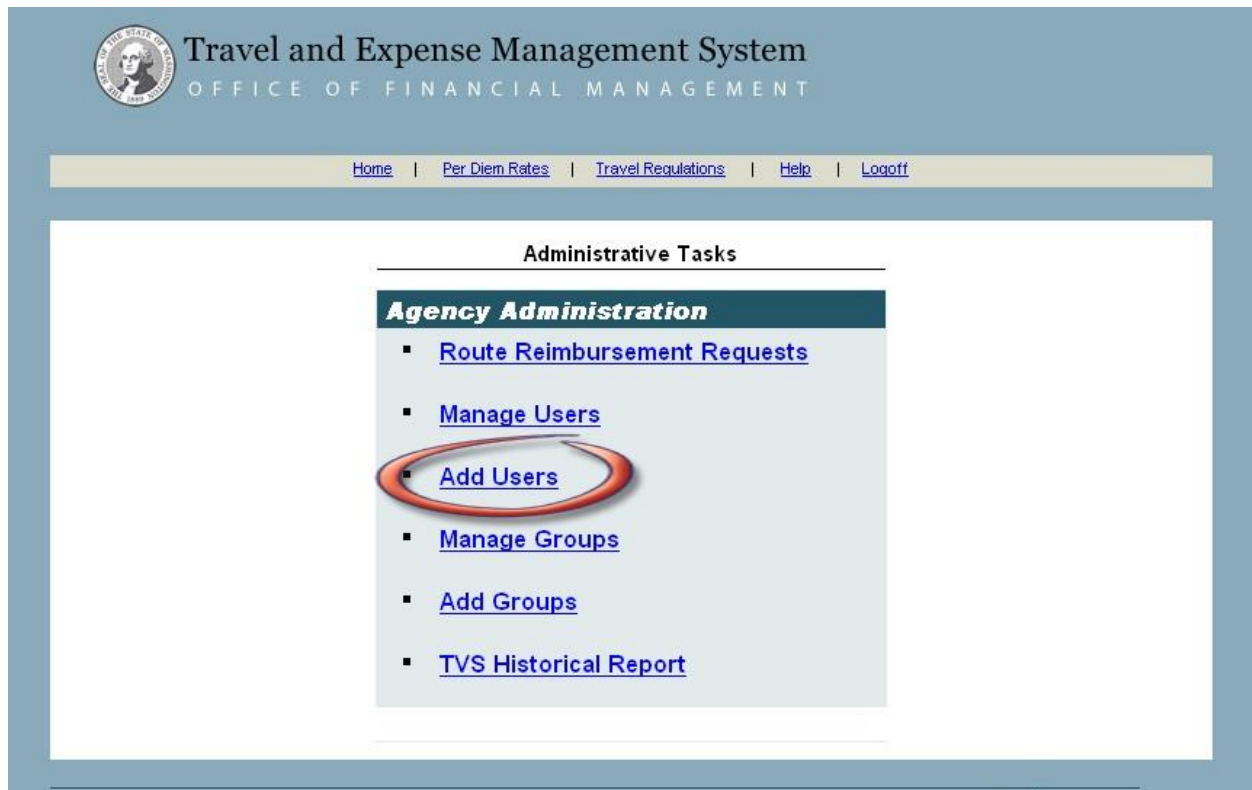 Travel and Expense Management System
OFFICE OF FINANCIAL MANAGEMENT
Home | Per Diem Rates | Travel Regulations | Help | Logoff
Administrative Tasks
Agency Administration
▪ Route Reimbursement Requests
▪ Manage Users
▪ Add Users
▪ Manage Groups
▪ Add Groups
▪ TVS Historical Report